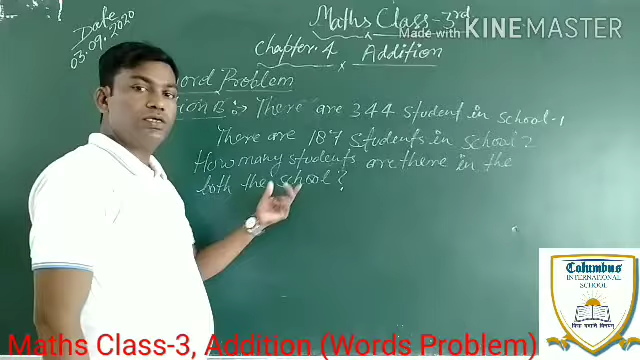 Date
03.09.2020
Maths Class-3rd
Made with KINEMASTER
Chapter.4 Addition
ord Problem
tion B :- There are 344 student in school-1
There are 187 students in school 2
How many students are there in the
both the school?
Columbus
INTERNATIONAL
SCHOOL
Maths Class-3, Addition (Words Problem)